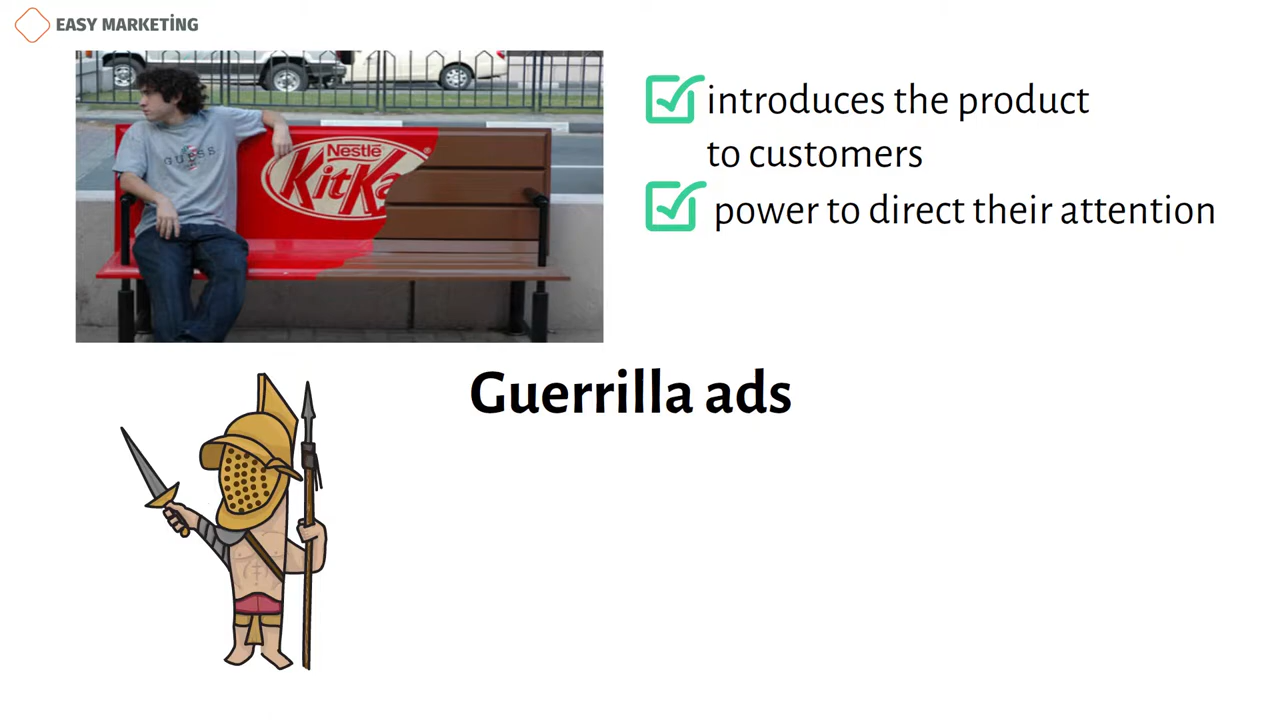 EASY MARKETİNG
introduces the product
to customers
power to direct their attention
GUESS
Nestlé
KitKa
Guerrilla ads